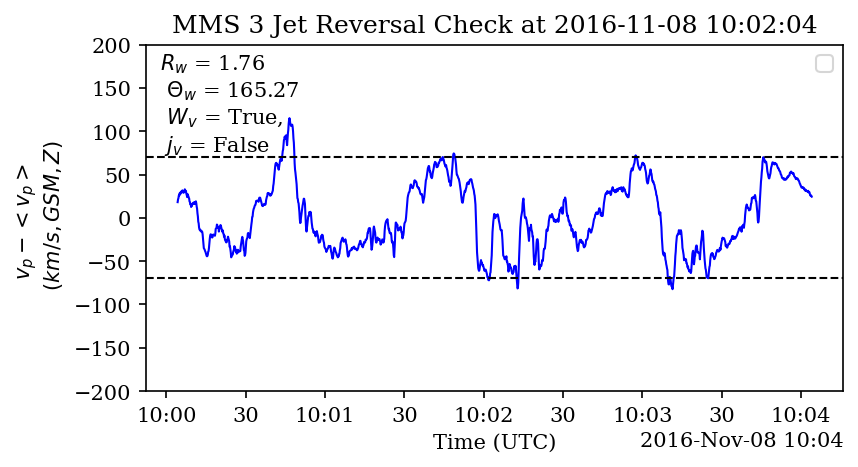 MMS 3 Jet Reversal Check at 2016-11-08 10:02:04
R_w = 1.76
Θ_w = 165.27
W_v = True,
j_v = False
v_p − < v_p >
(km/s, GSM, Z)
200
150
100
50
0
−50
−100
−150
−200
10:00 30 10:01 30 10:02 30 10:03 30 10:04
Time (UTC)
2016-Nov-08 10:04